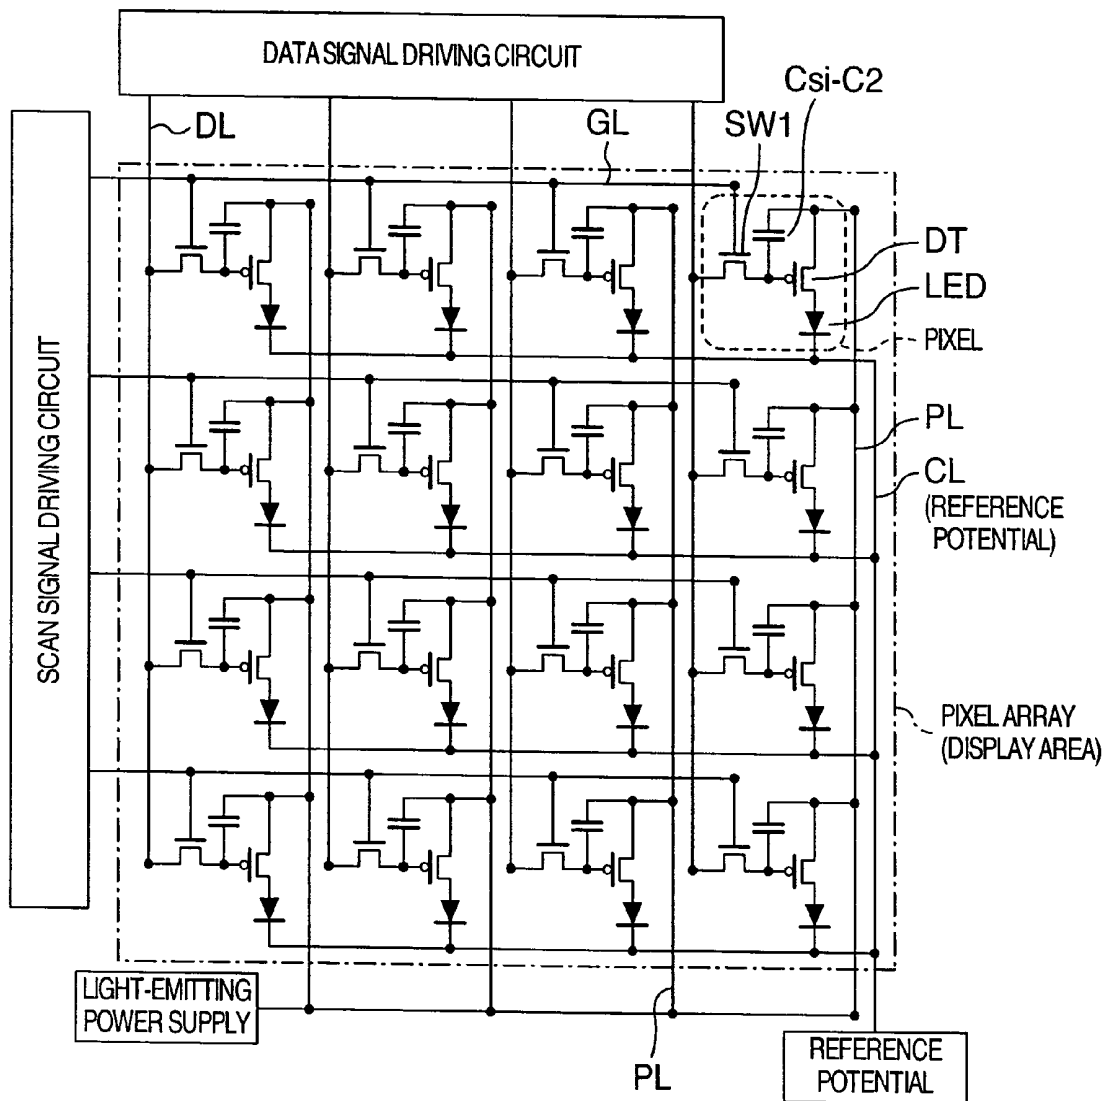 DATA SIGNAL DRIVING CIRCUIT
Csi-C2
SW1
GL
DL
DT
LED
PIXEL
SCAN SIGNAL DRIVING CIRCUIT
PL
CL
(REFERENCE
POTENTIAL)
PIXEL ARRAY
(DISPLAY AREA)
LIGHT-EMITTING
POWER SUPPLY
PL
REFERENCE
POTENTIAL